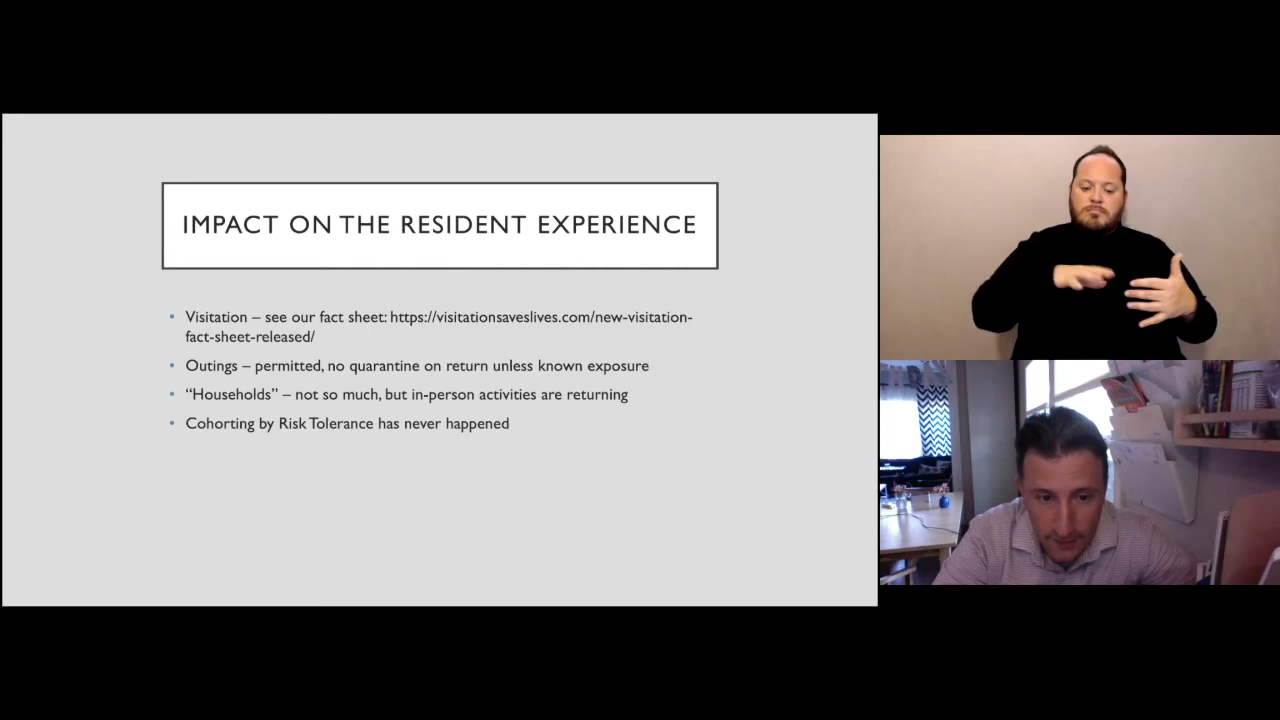 IMPACT ON THE RESIDENT EXPERIENCE
• Visitation – see our fact sheet: https://visitationsaveslives.com/new-visitation-
fact-sheet-released/
• Outings – permitted, no quarantine on return unless known exposure
• “Households” – not so much, but in-person activities are returning
• Cohorting by Risk Tolerance has never happened